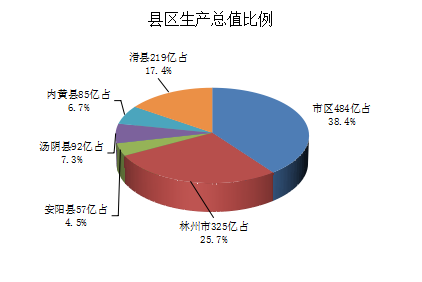 县区生产总值比例
滑县219亿占
17.4%
内黄县85亿占
6.7%
市区484亿占
38.4%
汤阴县92亿占
7.3%
安阳县57亿占
4.5%
林州市325亿占
25.7%